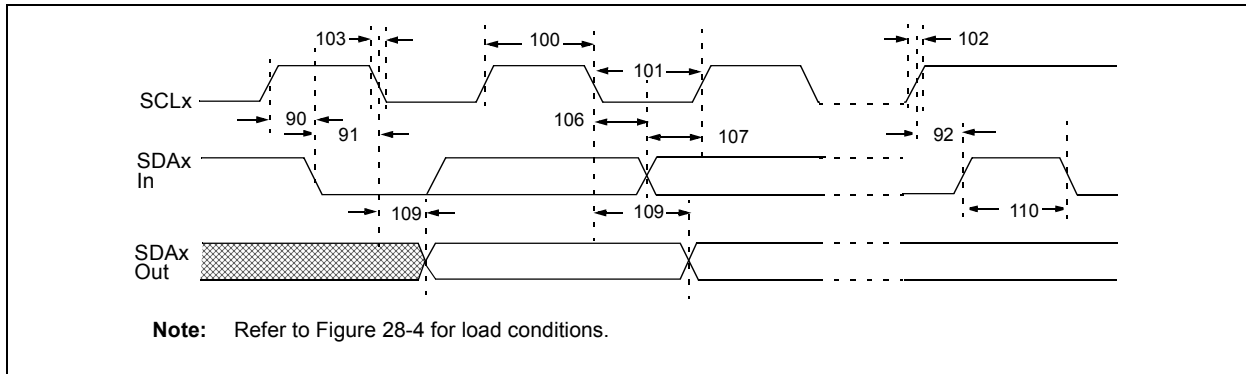 103
100
102
101
SCLx
90
91
106
107
92
SDAx
In
109
109
110
SDAx
Out
Note: Refer to Figure 28-4 for load conditions.